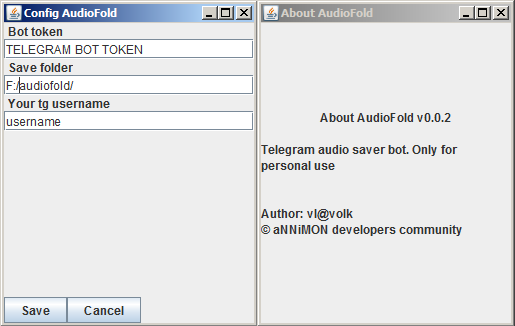 Config AudioFold
Bot token
TELEGRAM BOT TOKEN
Save folder
F:/audiofold/
Your tg username
username
Save
Cancel
About AudioFold
About AudioFold v0.0.2
Telegram audio saver bot. Only for
personal use
Author: vl@volk
© aNNiMON developers community